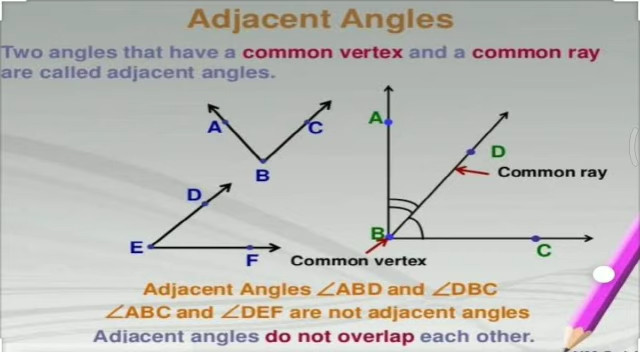 Adjacent Angles
Two angles that have a common vertex and a common ray
are called adjacent angles.
A
C
B
D
E
F
A
D
Common ray
B
C
Common vertex
Adjacent Angles ∠ABD and ∠DBC
∠ABC and ∠DEF are not adjacent angles
Adjacent angles do not overlap each other.